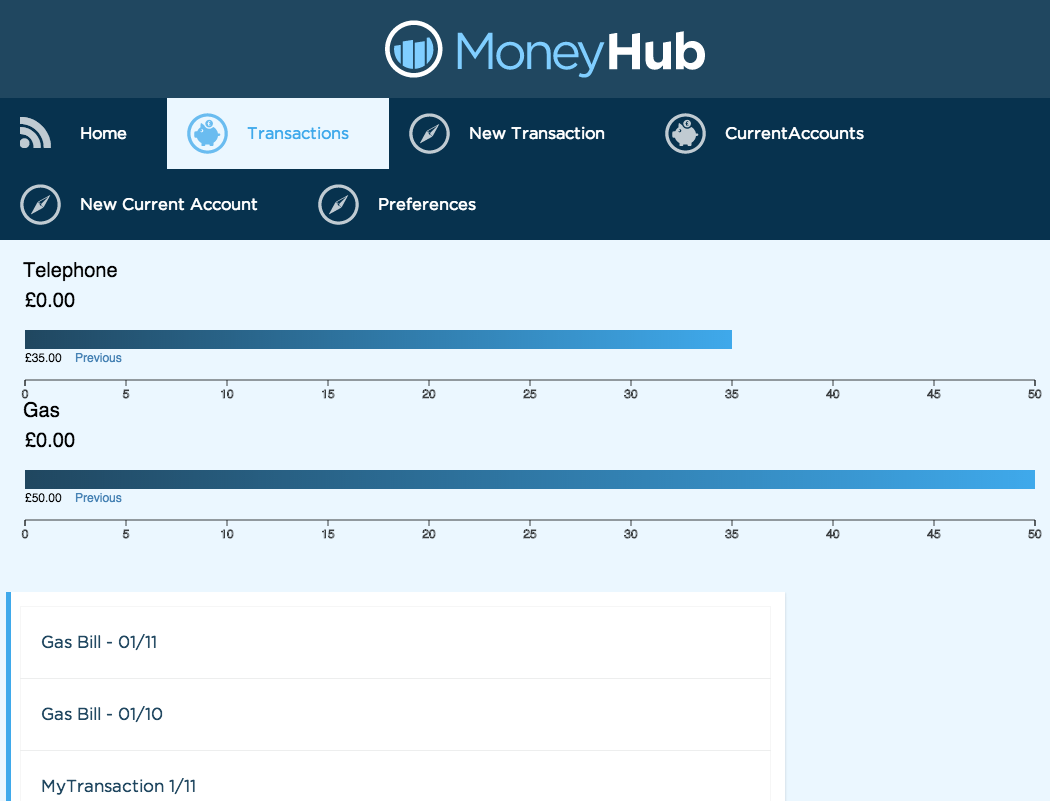 MoneyHub
Home Transactions New Transaction CurrentAccounts
New Current Account Preferences
Telephone
£0.00
£35.00 Previous
0 5 10 15 20 25 30 35 40 45 50
Gas
£0.00
£50.00 Previous
0 5 10 15 20 25 30 35 40 45 50
Gas Bill - 01/11
Gas Bill - 01/10
MyTransaction 1/11